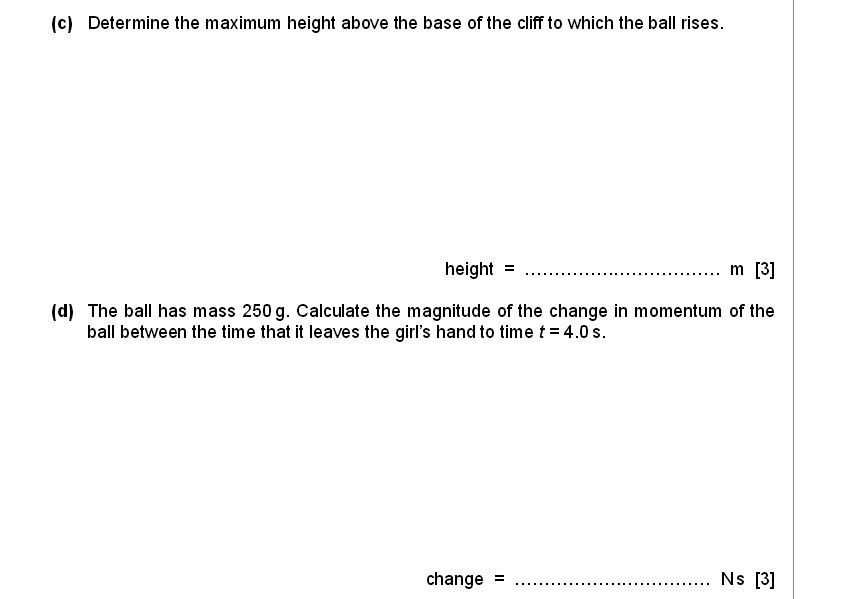 (c) Determine the maximum height above the base of the cliff to which the ball rises.
height = ................................. m [3]
(d) The ball has mass 250 g. Calculate the magnitude of the change in momentum of the
ball between the time that it leaves the girl's hand to time t = 4.0 s.
change = ................................. N s [3]